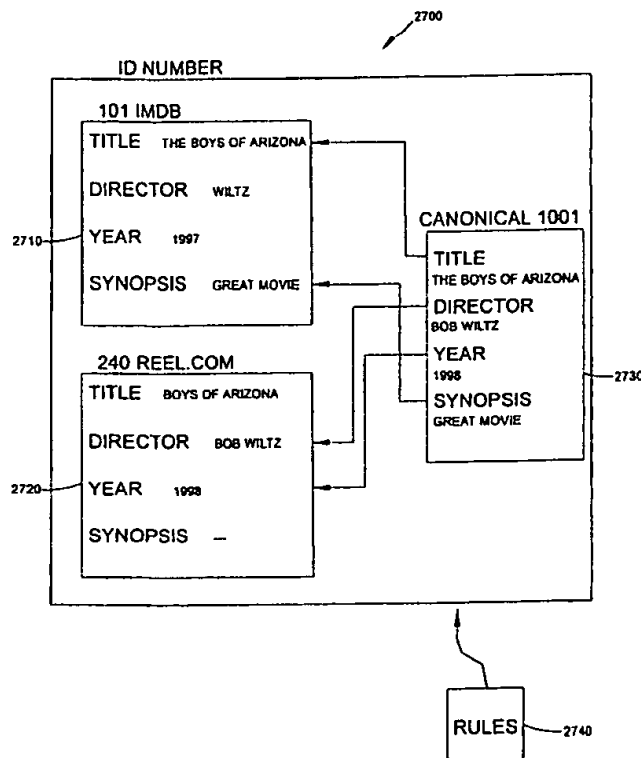 2700
ID NUMBER
101 IMDB
TITLE THE BOYS OF ARIZONA
DIRECTOR WILTZ
2710
YEAR 1997
SYNOPSIS GREAT MOVIE
240 REEL.COM
TITLE BOYS OF ARIZONA
DIRECTOR BOB WILTZ
2720
YEAR 1998
SYNOPSIS —
CANONICAL 1001
TITLE
THE BOYS OF ARIZONA
DIRECTOR
BOB WILTZ
YEAR
1998
2730
SYNOPSIS
GREAT MOVIE
RULES
2740